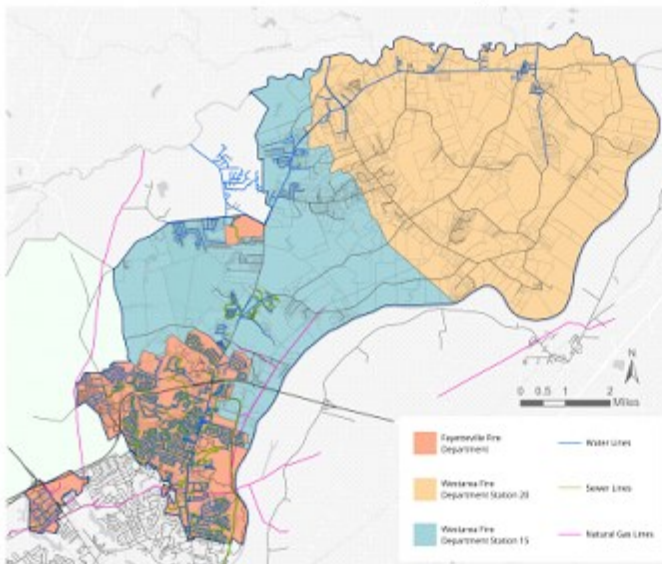 N
0 0.5 1 2
Miles
Fayetteville Fire
Department
Westarea Fire
Department Station 20
Westarea Fire
Department Station 15
Water Lines
Sewer Lines
Natural Gas Lines